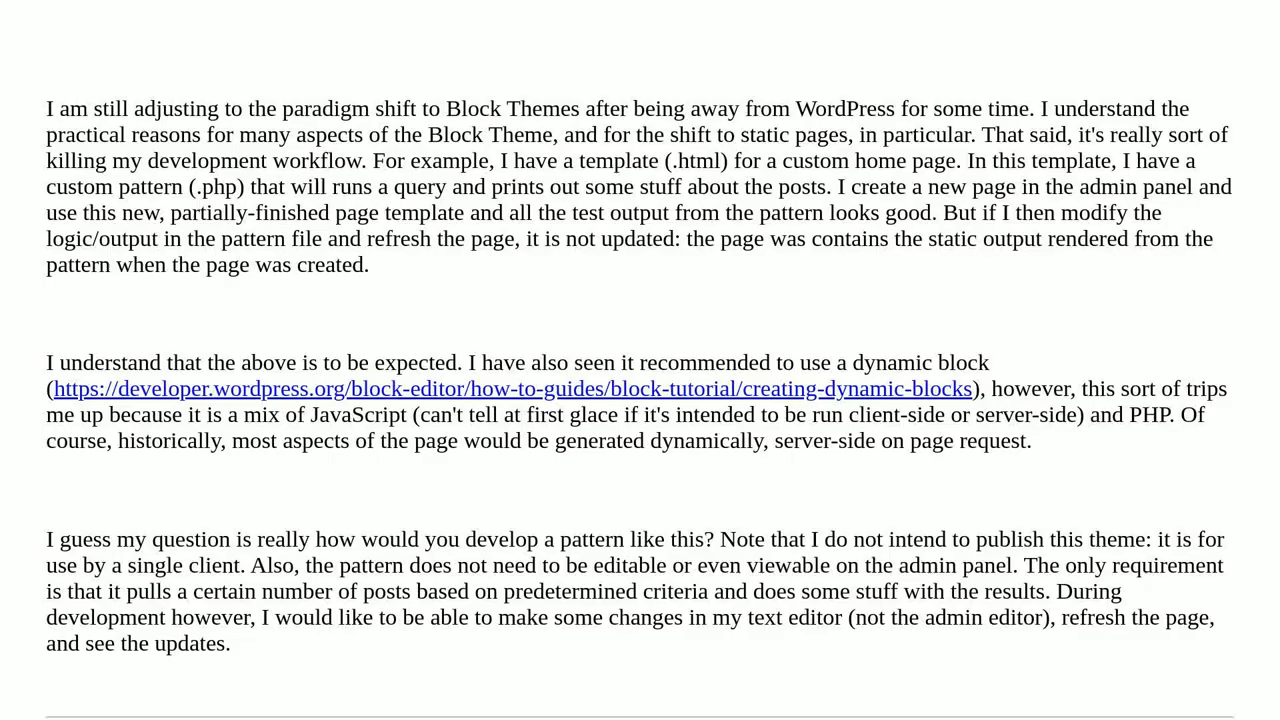 I am still adjusting to the paradigm shift to Block Themes after being away from WordPress for some time. I understand the
practical reasons for many aspects of the Block Theme, and for the shift to static pages, in particular. That said, it's really sort of
killing my development workflow. For example, I have a template (.html) for a custom home page. In this template, I have a
custom pattern (.php) that will runs a query and prints out some stuff about the posts. I create a new page in the admin panel and
use this new, partially-finished page template and all the test output from the pattern looks good. But if I then modify the
logic/output in the pattern file and refresh the page, it is not updated: the page was contains the static output rendered from the
pattern when the page was created.
I understand that the above is to be expected. I have also seen it recommended to use a dynamic block
(https://developer.wordpress.org/block-editor/how-to-guides/block-tutorial/creating-dynamic-blocks), however, this sort of trips
me up because it is a mix of JavaScript (can't tell at first glace if it's intended to be run client-side or server-side) and PHP. Of
course, historically, most aspects of the page would be generated dynamically, server-side on page request.
I guess my question is really how would you develop a pattern like this? Note that I do not intend to publish this theme: it is for
use by a single client. Also, the pattern does not need to be editable or even viewable on the admin panel. The only requirement
is that it pulls a certain number of posts based on predetermined criteria and does some stuff with the results. During
development however, I would like to be able to make some changes in my text editor (not the admin editor), refresh the page,
and see the updates.